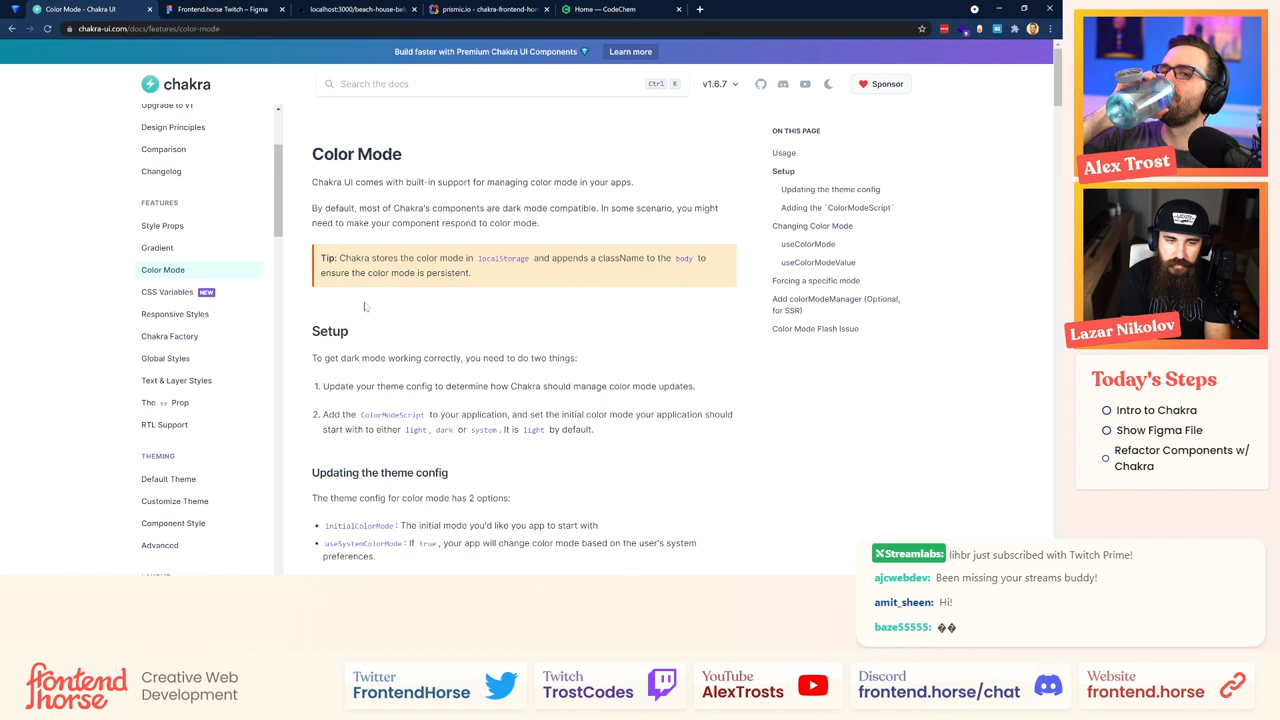 Color Mode - Chakra UI
Frontend.horse Twitch – Figma
localhost:3000/beach-house-bel
prismic.io - chakra-frontend-hor
Home — CodeChem
chakra-ui.com/docs/features/color-mode
Build faster with Premium Chakra UI Components
Learn more
chakra
Search the docs
Ctrl K
v1.6.7
Sponsor
Upgrade to v1
Design Principles
Comparison
Changelog
FEATURES
Style Props
Gradient
Color Mode
CSS Variables NEW
Responsive Styles
Chakra Factory
Global Styles
Text & Layer Styles
The sx Prop
RTL Support
THEMING
Default Theme
Customize Theme
Component Style
Advanced
Color Mode
Chakra UI comes with built-in support for managing color mode in your apps.
By default, most of Chakra's components are dark mode compatible. In some scenario, you might
need to make your component respond to color mode.
Tip: Chakra stores the color mode in localStorage and appends a className to the body to
ensure the color mode is persistent.
Setup
To get dark mode working correctly, you need to do two things:
1. Update your theme config to determine how Chakra should manage color mode updates.
2. Add the ColorModeScript to your application, and set the initial color mode your application should
start with to either light, dark or system. It is light by default.
Updating the theme config
The theme config for color mode has 2 options:
• initialColorMode: The initial mode you'd like you app to start with
• useSystemColorMode: If true, your app will change color mode based on the user's system
preferences.
ON THIS PAGE
Usage
Setup
Updating the theme config
Adding the `ColorModeScript`
Changing Color Mode
useColorMode
useColorModeValue
Forcing a specific mode
Add colorModeManager (Optional,
for SSR)
Color Mode Flash Issue
Alex Trost
Lazar Nikolov
Today's Steps
Intro to Chakra
Show Figma File
Refactor Components w/
Chakra
Streamlabs: lihbr just subscribed with Twitch Prime!
ajcwebdev: Been missing your streams buddy!
amit_sheen: Hi!
baze55555: ��
frontend
horse
Creative Web
Development
Twitter
FrontendHorse
Twitch
TrostCodes
YouTube
AlexTrosts
Discord
frontend.horse/chat
Website
frontend.horse